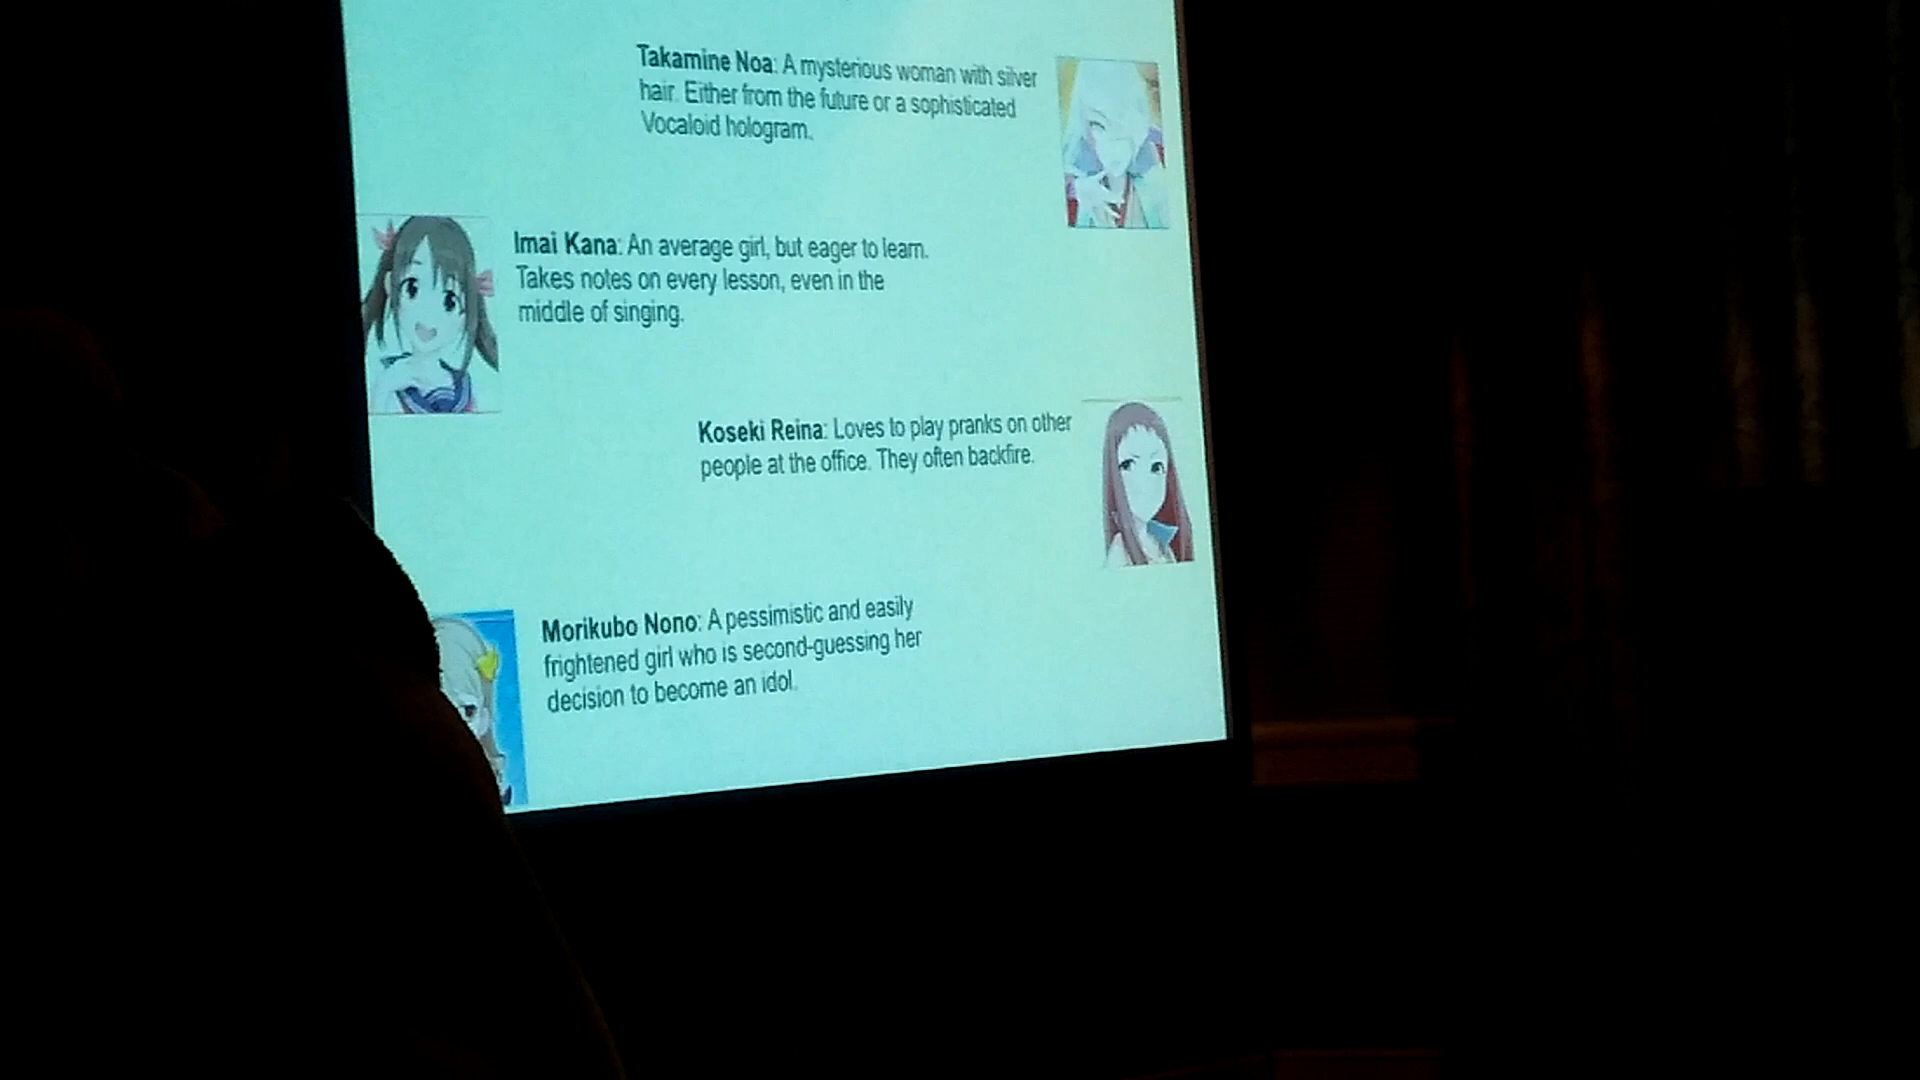 Takamine Noa: A mysterious woman with silver
hair. Either from the future or a sophisticated
Vocaloid hologram.
Imai Kana: An average girl, but eager to learn.
Takes notes on every lesson, even in the
middle of singing.
Koseki Reina: Loves to play pranks on other
people at the office. They often backfire.
Morikubo Nono: A pessimistic and easily
frightened girl who is second-guessing her
decision to become an idol.